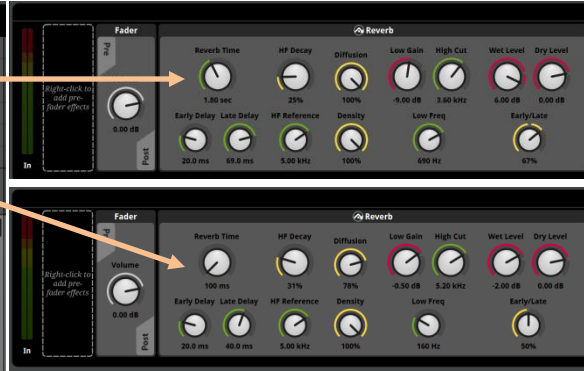 Fader
Reverb
Pre
Reverb Time HF Decay Diffusion Low Gain High Cut Wet Level Dry Level
Right-click to
add pre-
fader effects
1.80 sec 25% 100% -9.00 dB 3.60 kHz 6.00 dB 0.00 dB
0.00 dB
Early Delay Late Delay HF Reference Density Low Freq Early/Late
Post
In
20.0 ms 69.0 ms 5.00 kHz 100% 690 Hz 67%
Fader
Reverb
Reverb Time HF Decay Diffusion Low Gain High Cut Wet Level Dry Level
Volume
Right-click to
add pre-
fader effects
100 ms 31% 78% -0.50 dB 5.20 kHz -2.00 dB 0.00 dB
0.00 dB
Early Delay Late Delay HF Reference Density Low Freq Early/Late
Post
In
20.0 ms 40.0 ms 5.00 kHz 100% 160 Hz 50%